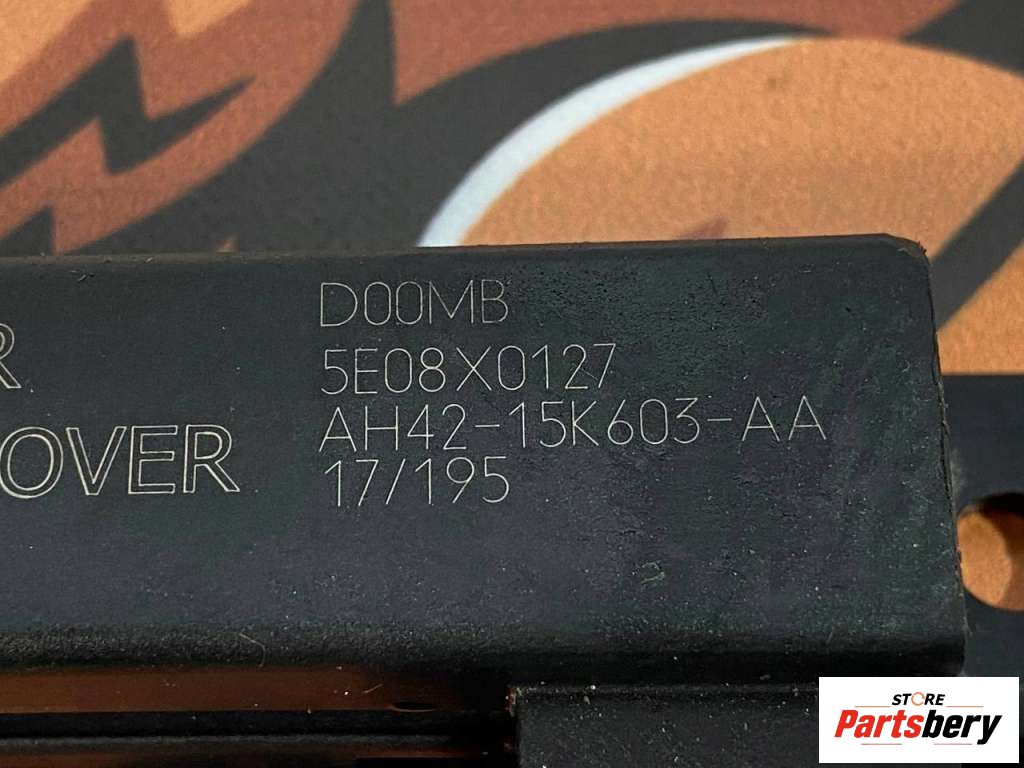 R
OVER
D00MB
5E08X0127
AH42-15K603-AA
17/195
STORE
Partsbery